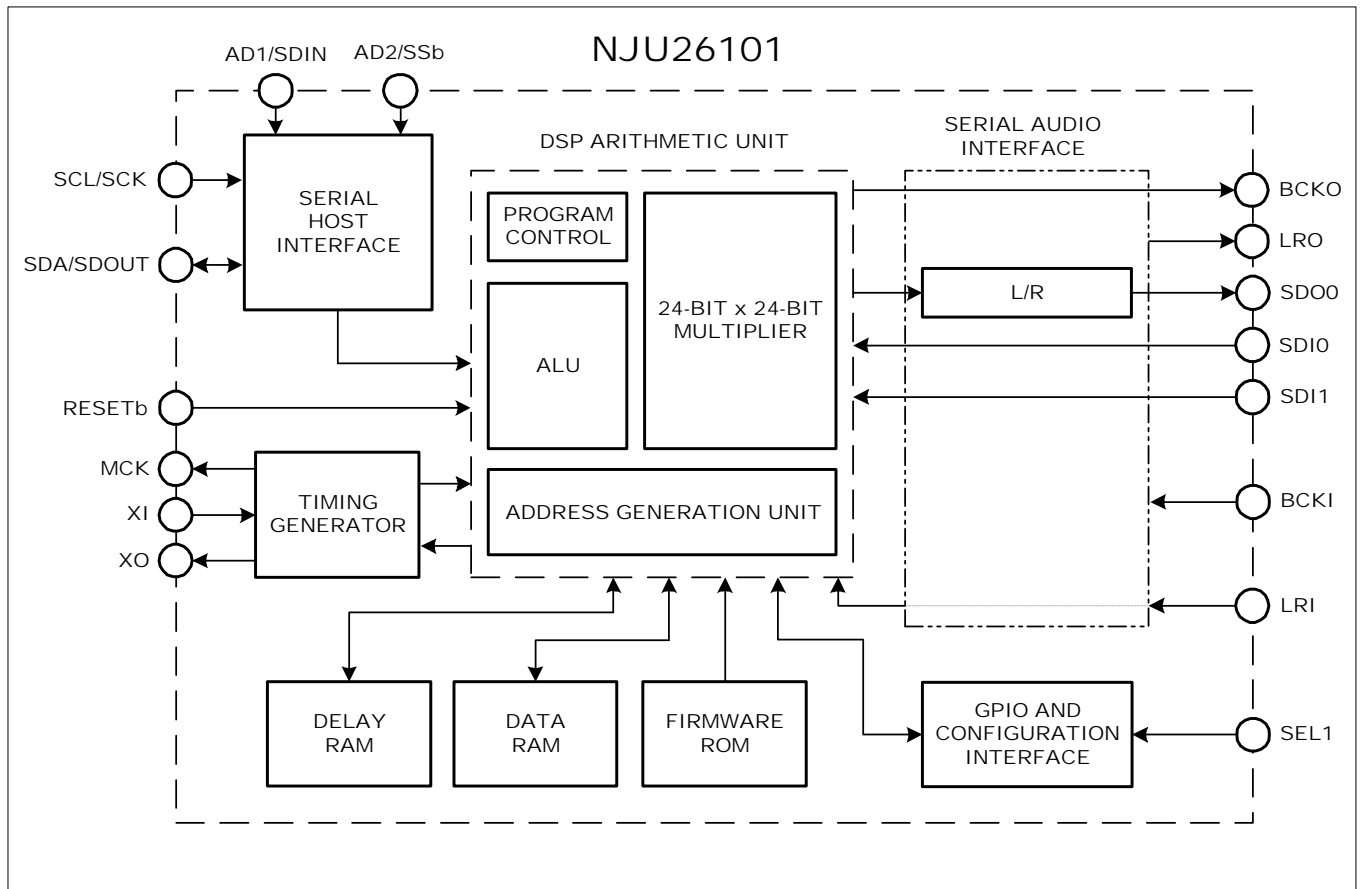 NJU26101
AD1/SDIN
AD2/SSb
SCL/SCK
SDA/SDOUT
SERIAL
HOST
INTERFACE
DSP ARITHMETIC UNIT
PROGRAM
CONTROL
ALU
24-BIT x 24-BIT
MULTIPLIER
ADDRESS GENERATION UNIT
SERIAL AUDIO
INTERFACE
L/R
BCKO
LRO
SDO0
SDI0
SDI1
BCKI
LRI
SEL1
RESETb
MCK
XI
XO
TIMING
GENERATOR
DELAY
RAM
DATA
RAM
FIRMWARE
ROM
GPIO AND
CONFIGURATION
INTERFACE